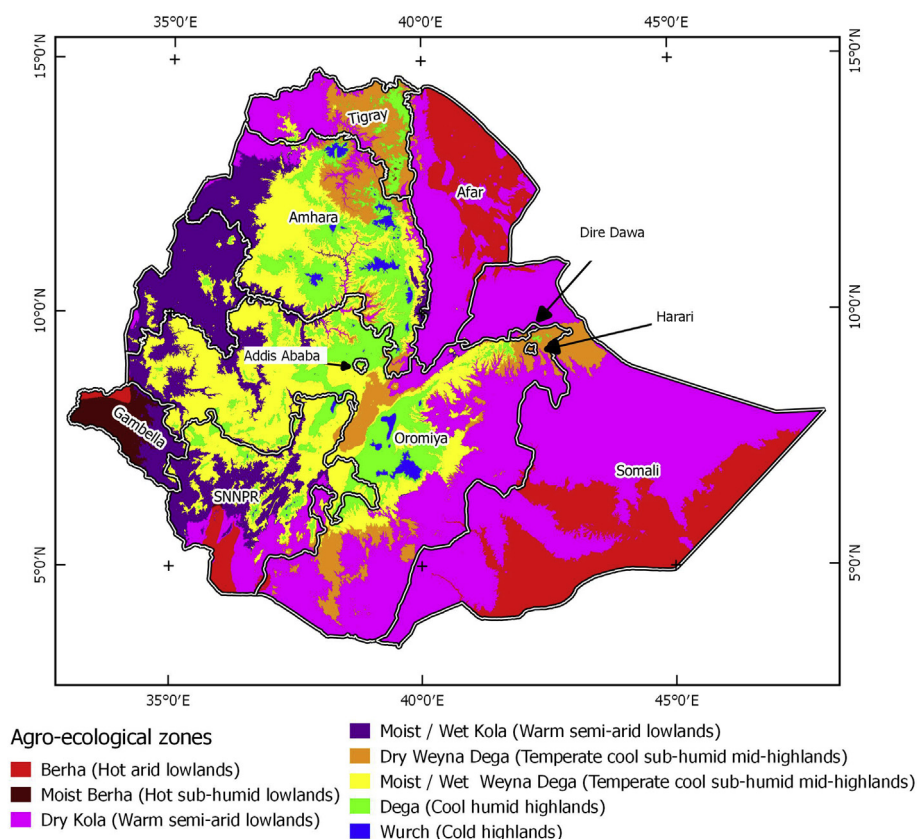 35°0′E 40°0′E 45°0′E
15°0′N 15°0′N
Tigray
Afar
Amhara
Dire Dawa
10°0′N 10°0′N
Harari
Addis Ababa
Gambella
Oromiya
Somali
SNNPR
5°0′N 5°0′N
35°0′E 40°0′E 45°0′E
Agro-ecological zones
Berha (Hot arid lowlands)
Moist Berha (Hot sub-humid lowlands)
Dry Kola (Warm semi-arid lowlands)
Moist / Wet Kola (Warm semi-arid lowlands)
Dry Weyna Dega (Temperate cool sub-humid mid-highlands)
Moist / Wet Weyna Dega (Temperate cool sub-humid mid-highlands)
Dega (Cool humid highlands)
Wurch (Cold highlands)